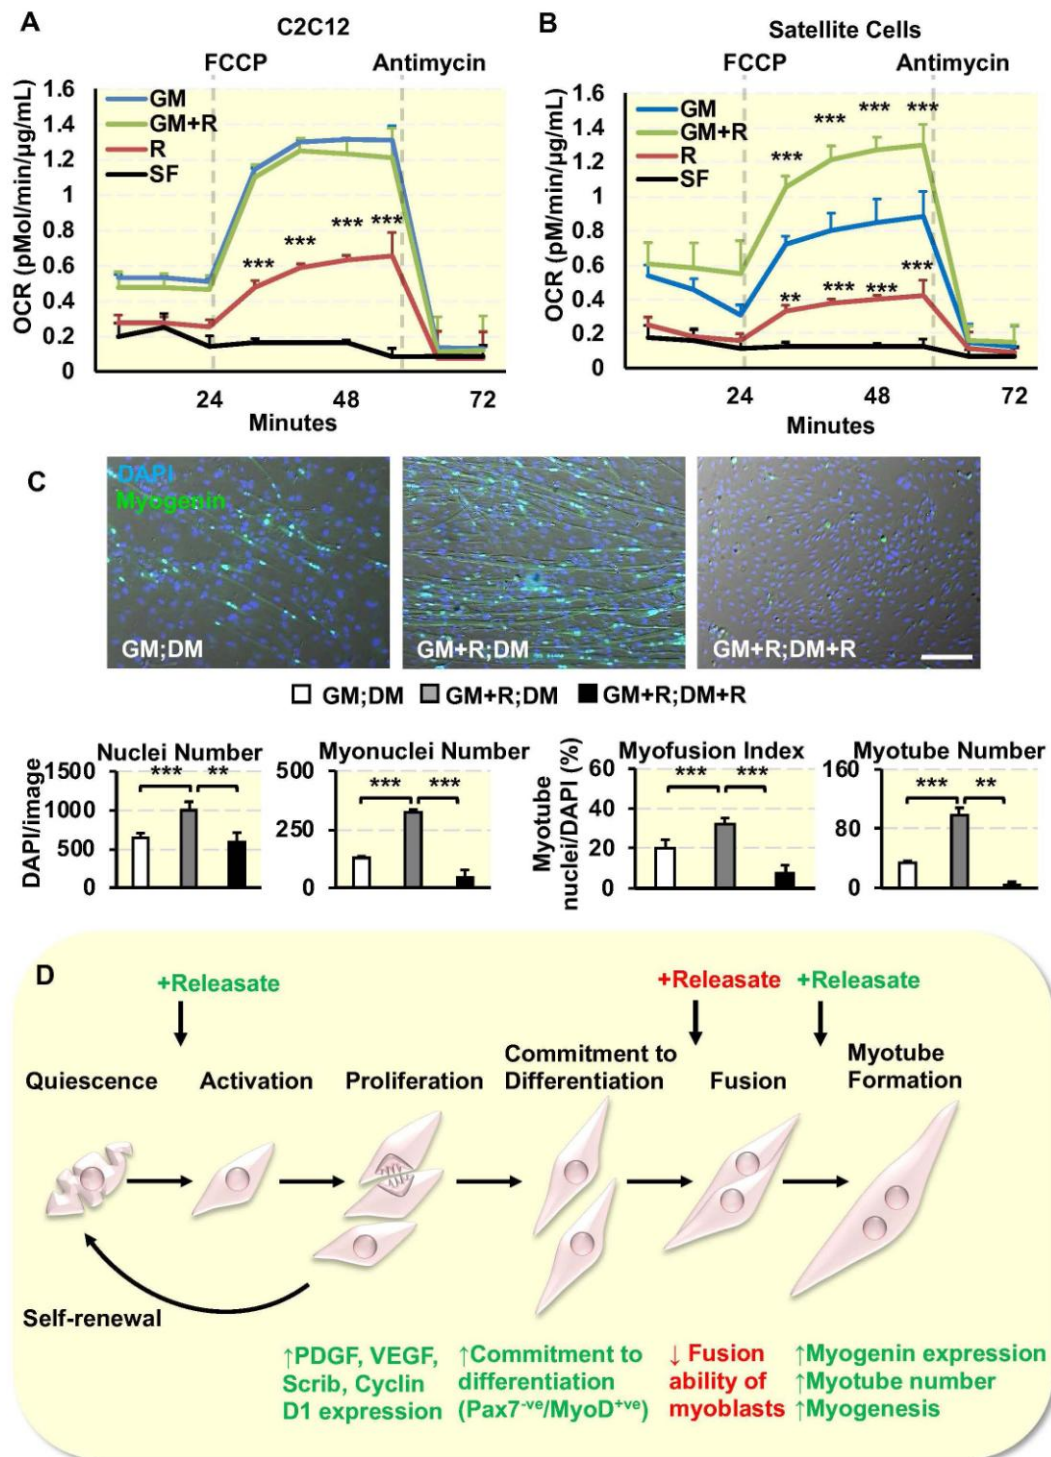 A
C2C12
FCCP
Antimycin
OCR (pMol/min/µg/mL)
1.6
1.4
1.2
1
0.8
0.6
0.4
0.2
0
GM
GM+R
R
SF
***
***
***
***
24
48
72
Minutes
B
Satellite Cells
FCCP
Antimycin
OCR (pM/min/µg/mL)
1.6
1.4
1.2
1
0.8
0.6
0.4
0.2
0
GM
GM+R
R
SF
***
***
***
***
**
***
***
***
24
48
72
Minutes
C
DAPI
Myogenin
GM;DM
GM+R;DM
GM+R;DM+R
GM;DM
GM+R;DM
GM+R;DM+R
Nuclei Number
DAPI/image
1500
1000
500
0
***
**
Myonuclei Number
500
250
0
***
***
Myofusion Index
Myotube
nuclei/DAPI (%)
60
40
20
0
***
***
Myotube Number
160
80
0
***
**
D
+Releasate
+Releasate
+Releasate
Quiescence
Activation
Proliferation
Commitment to
Differentiation
Fusion
Myotube
Formation
Self-renewal
↑PDGF, VEGF,
Scrib, Cyclin
D1 expression
↑Commitment to
differentiation
(Pax7-ve/MyoD+ve)
↓ Fusion
ability of
myoblasts
↑Myogenin expression
↑Myotube number
↑Myogenesis